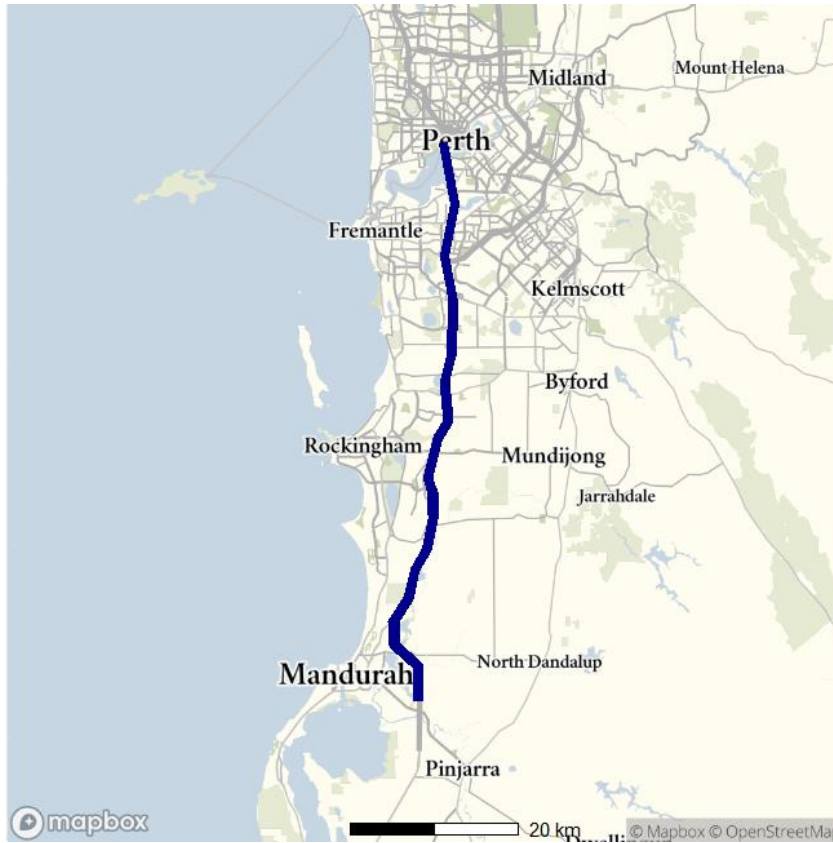 Midland
Mount Helena
Perth
Fremantle
Kelmscott
Byford
Rockingham
Mundijong
Jarrahdale
North Dandalup
Mandurah
Pinjarra
mapbox
20 km
© Mapbox © OpenStreetMa